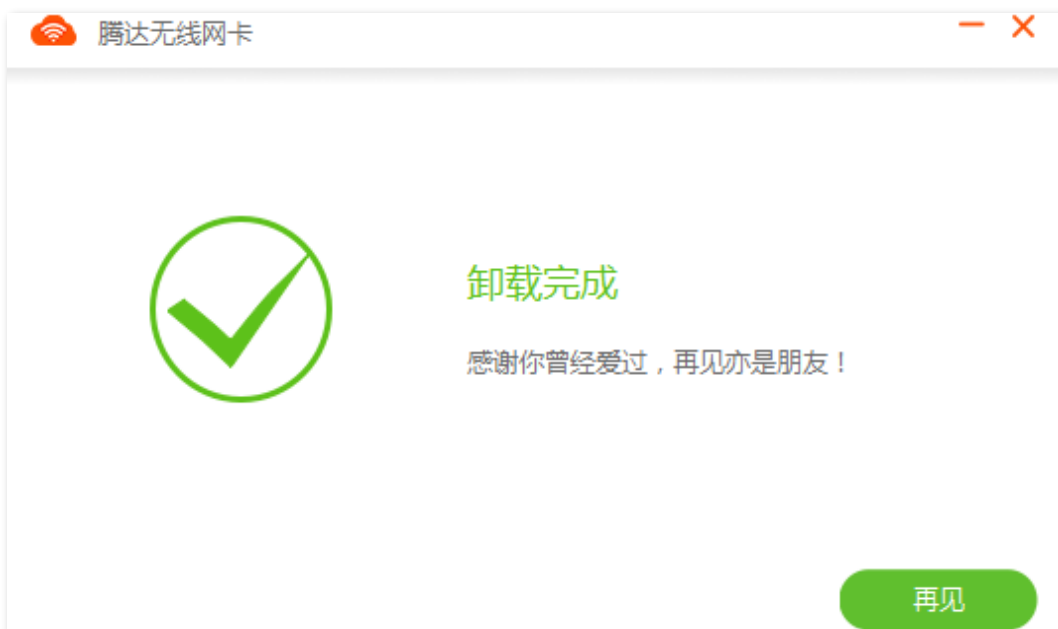 腾达无线网卡
卸载完成
感谢你曾经爱过，再见亦是朋友！
再见